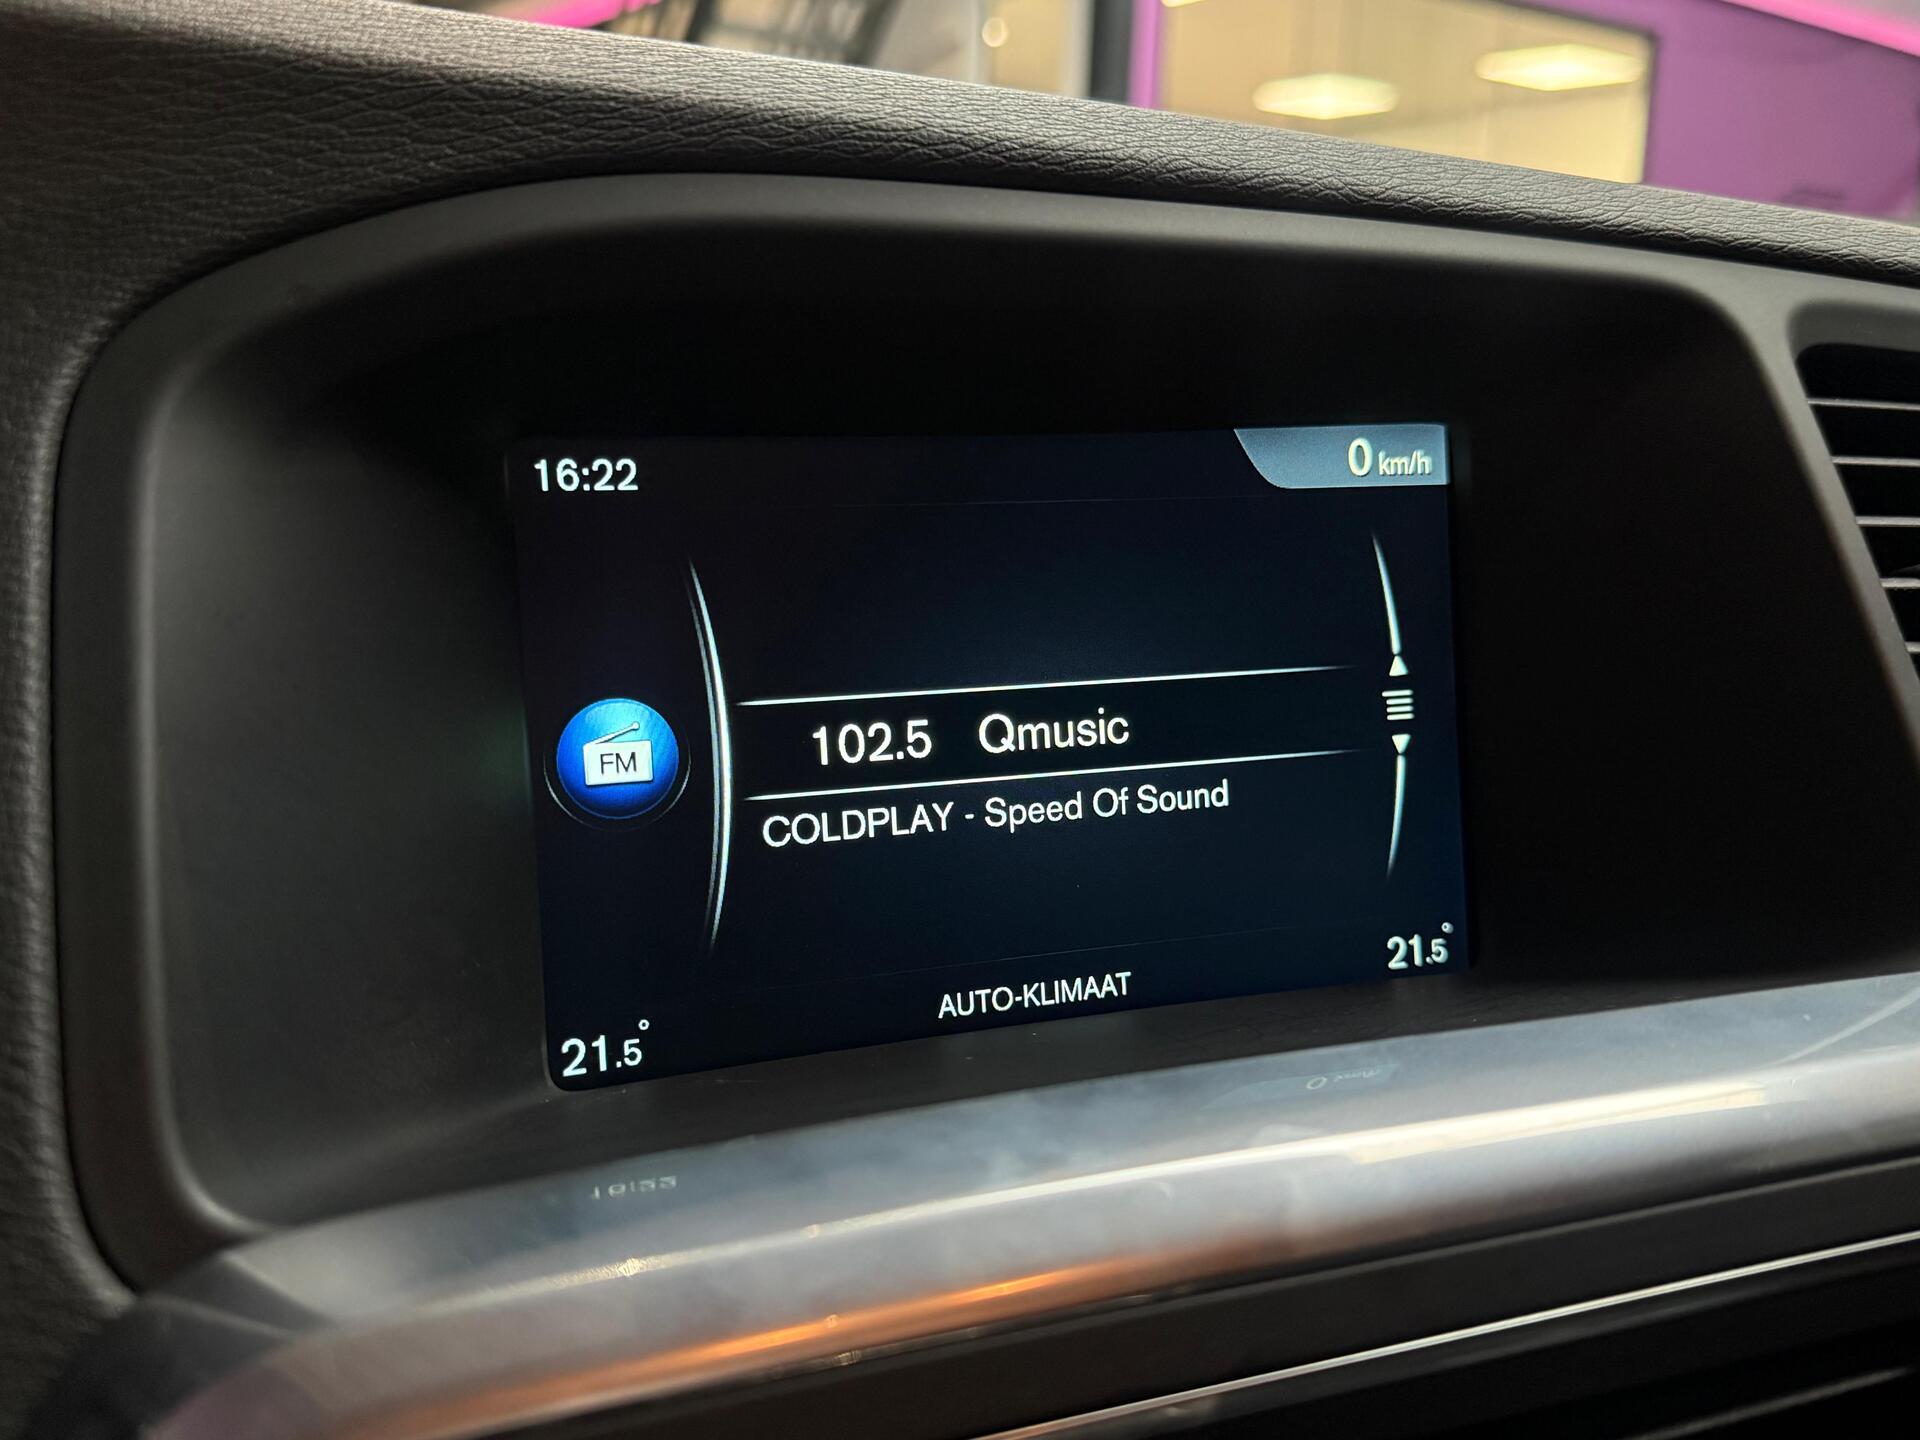 16:22
0 km/h
FM
102.5 Qmusic
COLDPLAY - Speed Of Sound
21.5°
AUTO-KLIMAAT
21.5°